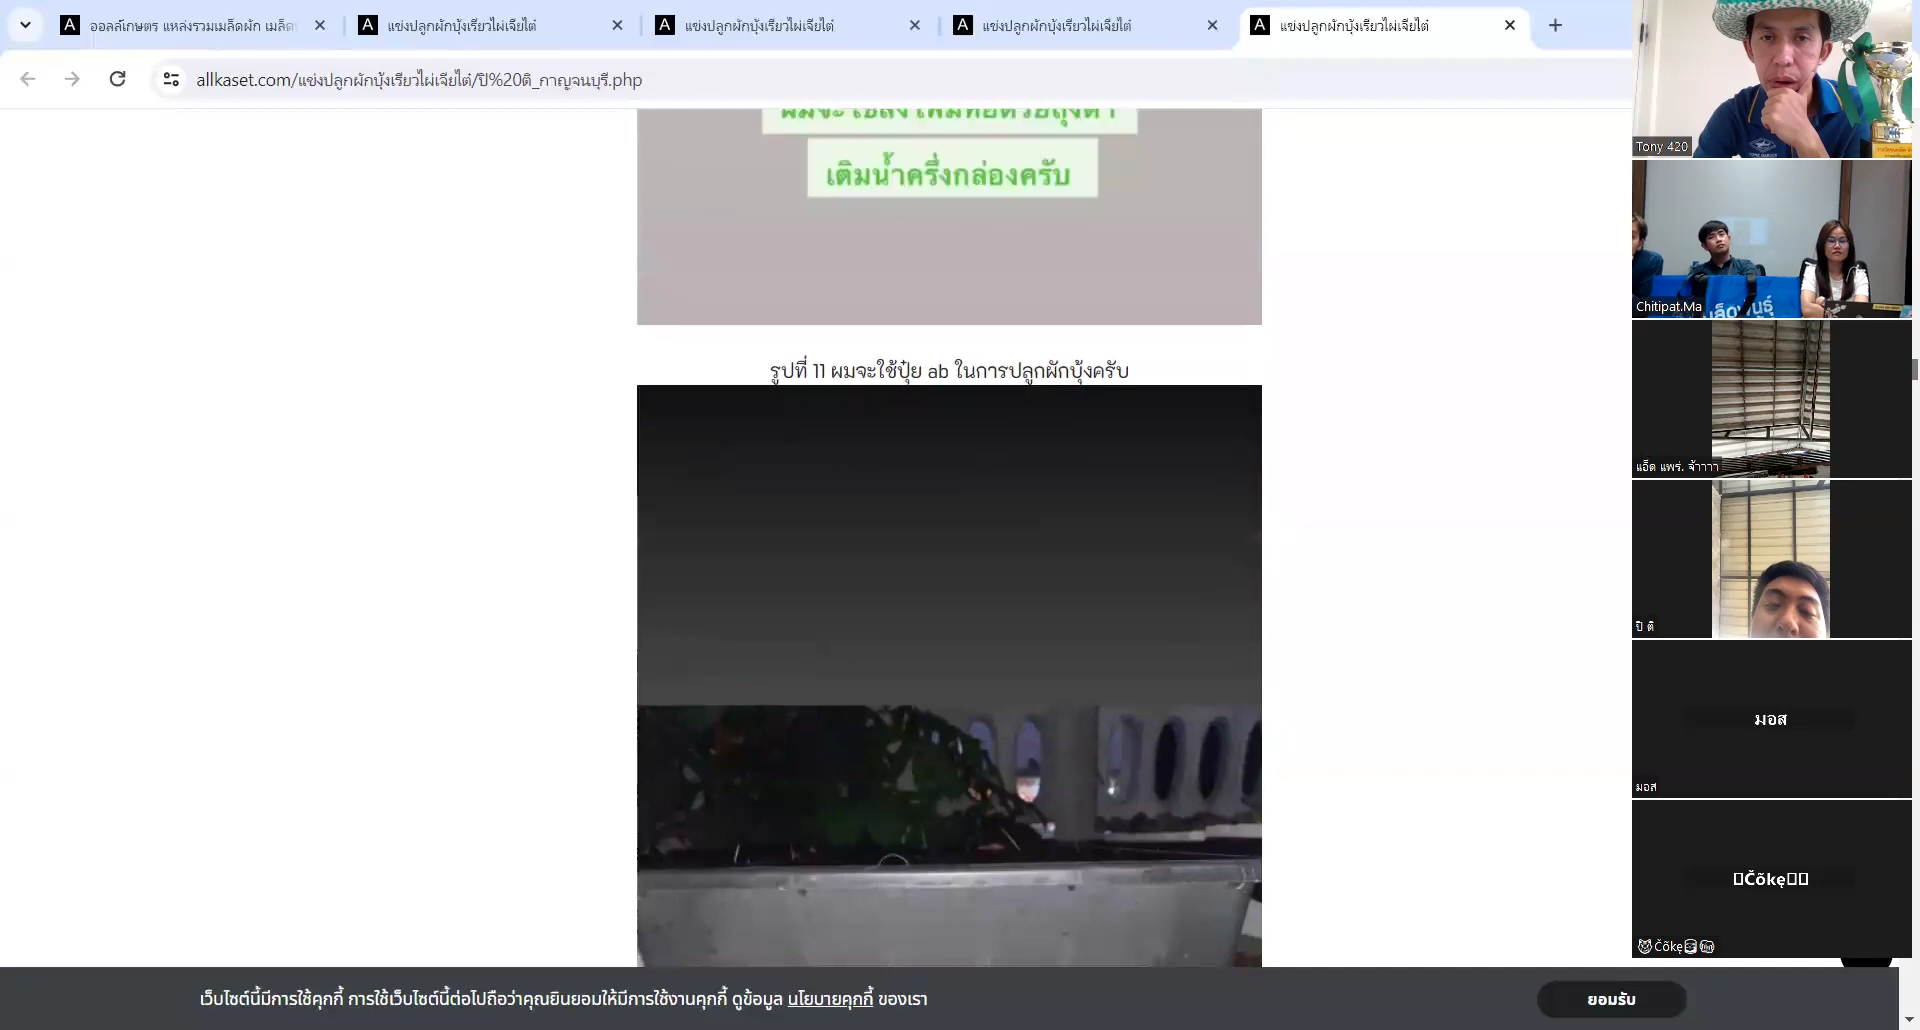 ออลล์เกษตร แหล่งรวมเมล็ดผัก เมล็ด
แข่งปลูกผักบุ้งเรียวไผ่เจียไต๋
แข่งปลูกผักบุ้งเรียวไผ่เจียไต๋
แข่งปลูกผักบุ้งเรียวไผ่เจียไต๋
แข่งปลูกผักบุ้งเรียวไผ่เจียไต๋
allkaset.com/แข่งปลูกผักบุ้งเรียวไผ่เจียไต๋/ปิ%20ติ_กาญจนบุรี.php
เติมน้ำครึ่งกล่องครับ
รูปที่ 11 ผมจะใช้ปุ๋ย ab ในการปลูกผักบุ้งครับ
เว็บไซต์นี้มีการใช้คุกกี้ การใช้เว็บไซต์นี้ต่อไปถือว่าคุณยินยอมให้มีการใช้งานคุกกี้ ดูข้อมูล นโยบายคุกกี้ ของเรา
ยอมรับ
Tony 420
Chitipat.Ma
แอ็ด แพร่. จ้าาาา
ปิ ติ
มอส
มอส
Čõkę
Čõkę